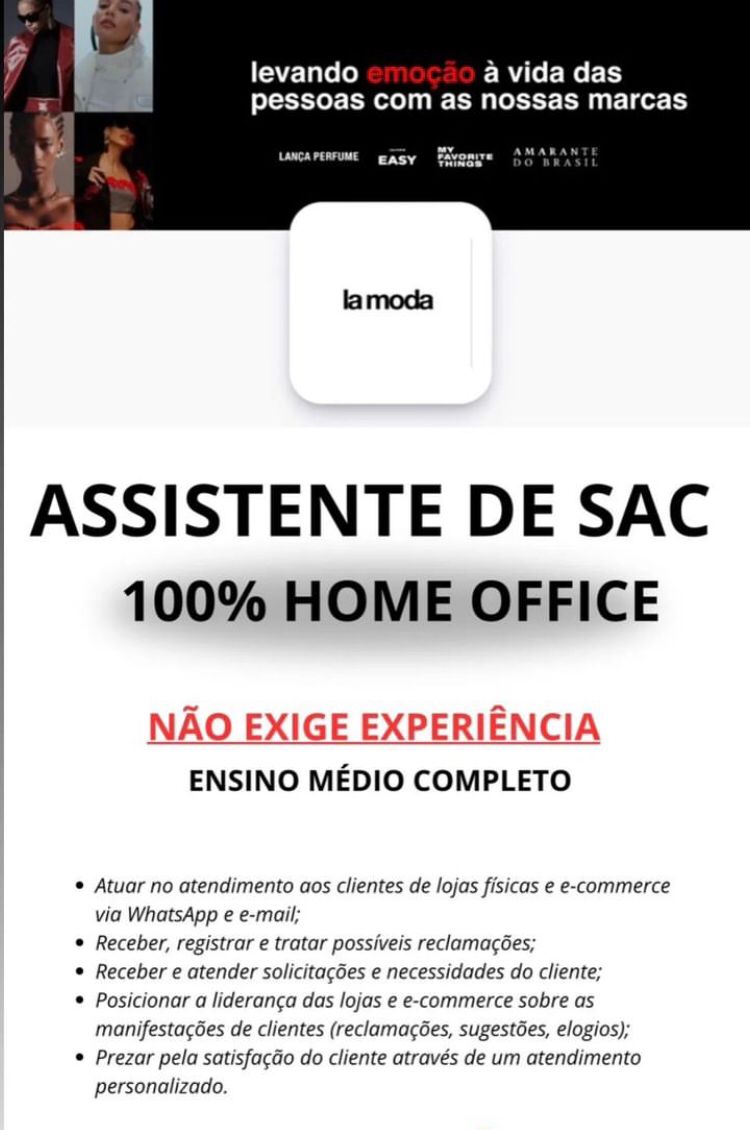 levando emoção à vida das
pessoas com as nossas marcas
LANÇA PERFUME EASY MY FAVORITE THINGS AMARANTE DO BRASIL
la moda
ASSISTENTE DE SAC
100% HOME OFFICE
NÃO EXIGE EXPERIÊNCIA
ENSINO MÉDIO COMPLETO
• Atuar no atendimento aos clientes de lojas físicas e e-commerce
via WhatsApp e e-mail;
• Receber, registrar e tratar possíveis reclamações;
• Receber e atender solicitações e necessidades do cliente;
• Posicionar a liderança das lojas e e-commerce sobre as
manifestações de clientes (reclamações, sugestões, elogios);
• Prezar pela satisfação do cliente através de um atendimento
personalizado.